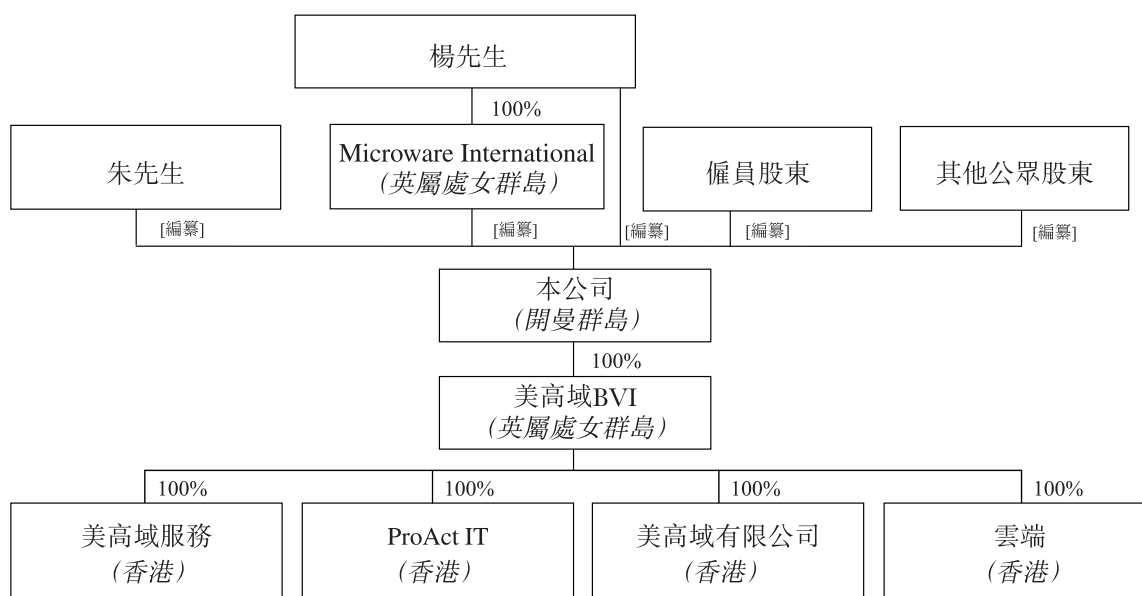 楊先生
100%
朱先生
Microware International
(英屬處女群島)
僱員股東
其他公眾股東
[編纂]
[編纂]
[編纂]
[編纂]
[編纂]
本公司
(開曼群島)
100%
美高域BVI
(英屬處女群島)
100%
100%
100%
100%
美高域服務
(香港)
ProAct IT
(香港)
美高域有限公司
(香港)
雲端
(香港)